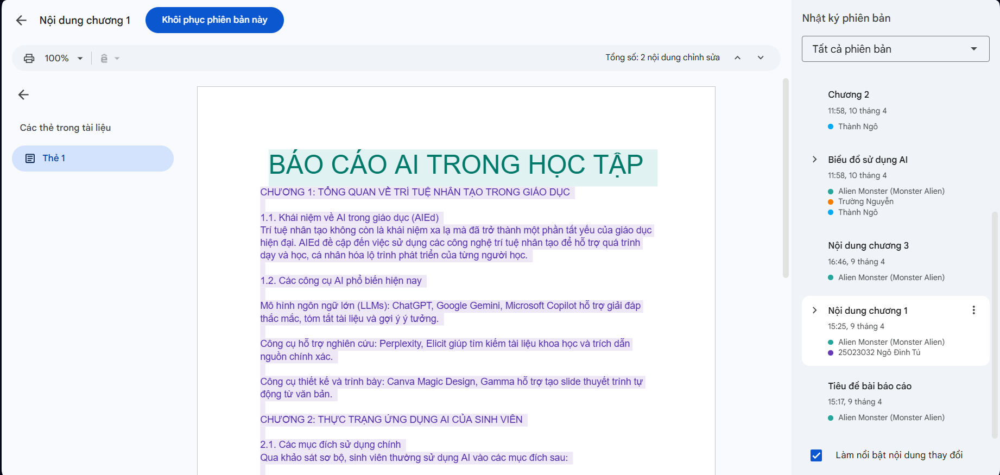 Nội dung chương 1
Khôi phục phiên bản này
100%
Tổng số: 2 nội dung chỉnh sửa
Các thẻ trong tài liệu
Thẻ 1
BÁO CÁO AI TRONG HỌC TẬP
CHƯƠNG 1: TỔNG QUAN VỀ TRÍ TUỆ NHÂN TẠO TRONG GIÁO DỤC
1.1. Khái niệm về AI trong giáo dục (AIEd)
Trí tuệ nhân tạo không còn là khái niệm xa lạ mà đã trở thành một phần tất yếu của giáo dục
hiện đại. AIEd đề cập đến việc sử dụng các công nghệ trí tuệ nhân tạo để hỗ trợ quá trình
dạy và học, cá nhân hóa lộ trình phát triển của từng người học.
1.2. Các công cụ AI phổ biến hiện nay
Mô hình ngôn ngữ lớn (LLMs): ChatGPT, Google Gemini, Microsoft Copilot hỗ trợ giải đáp
thắc mắc, tóm tắt tài liệu và gợi ý ý tưởng.
Công cụ hỗ trợ nghiên cứu: Perplexity, Elicit giúp tìm kiếm tài liệu khoa học và trích dẫn
nguồn chính xác.
Công cụ thiết kế và trình bày: Canva Magic Design, Gamma hỗ trợ tạo slide thuyết trình tự
động từ văn bản.
CHƯƠNG 2: THỰC TRẠNG ỨNG DỤNG AI CỦA SINH VIÊN
2.1. Các mục đích sử dụng chính
Qua khảo sát sơ bộ, sinh viên thường sử dụng AI vào các mục đích sau:
Nhật ký phiên bản
Tất cả phiên bản
Chương 2
11:58, 10 tháng 4
Thành Ngô
Biểu đồ sử dụng AI
11:58, 10 tháng 4
Alien Monster (Monster Alien)
Trường Nguyễn
Thành Ngô
Nội dung chương 3
16:46, 9 tháng 4
Alien Monster (Monster Alien)
Nội dung chương 1
15:25, 9 tháng 4
Alien Monster (Monster Alien)
25023032 Ngô Đình Tú
Tiêu đề bài báo cáo
15:17, 9 tháng 4
Alien Monster (Monster Alien)
Làm nổi bật nội dung thay đổi